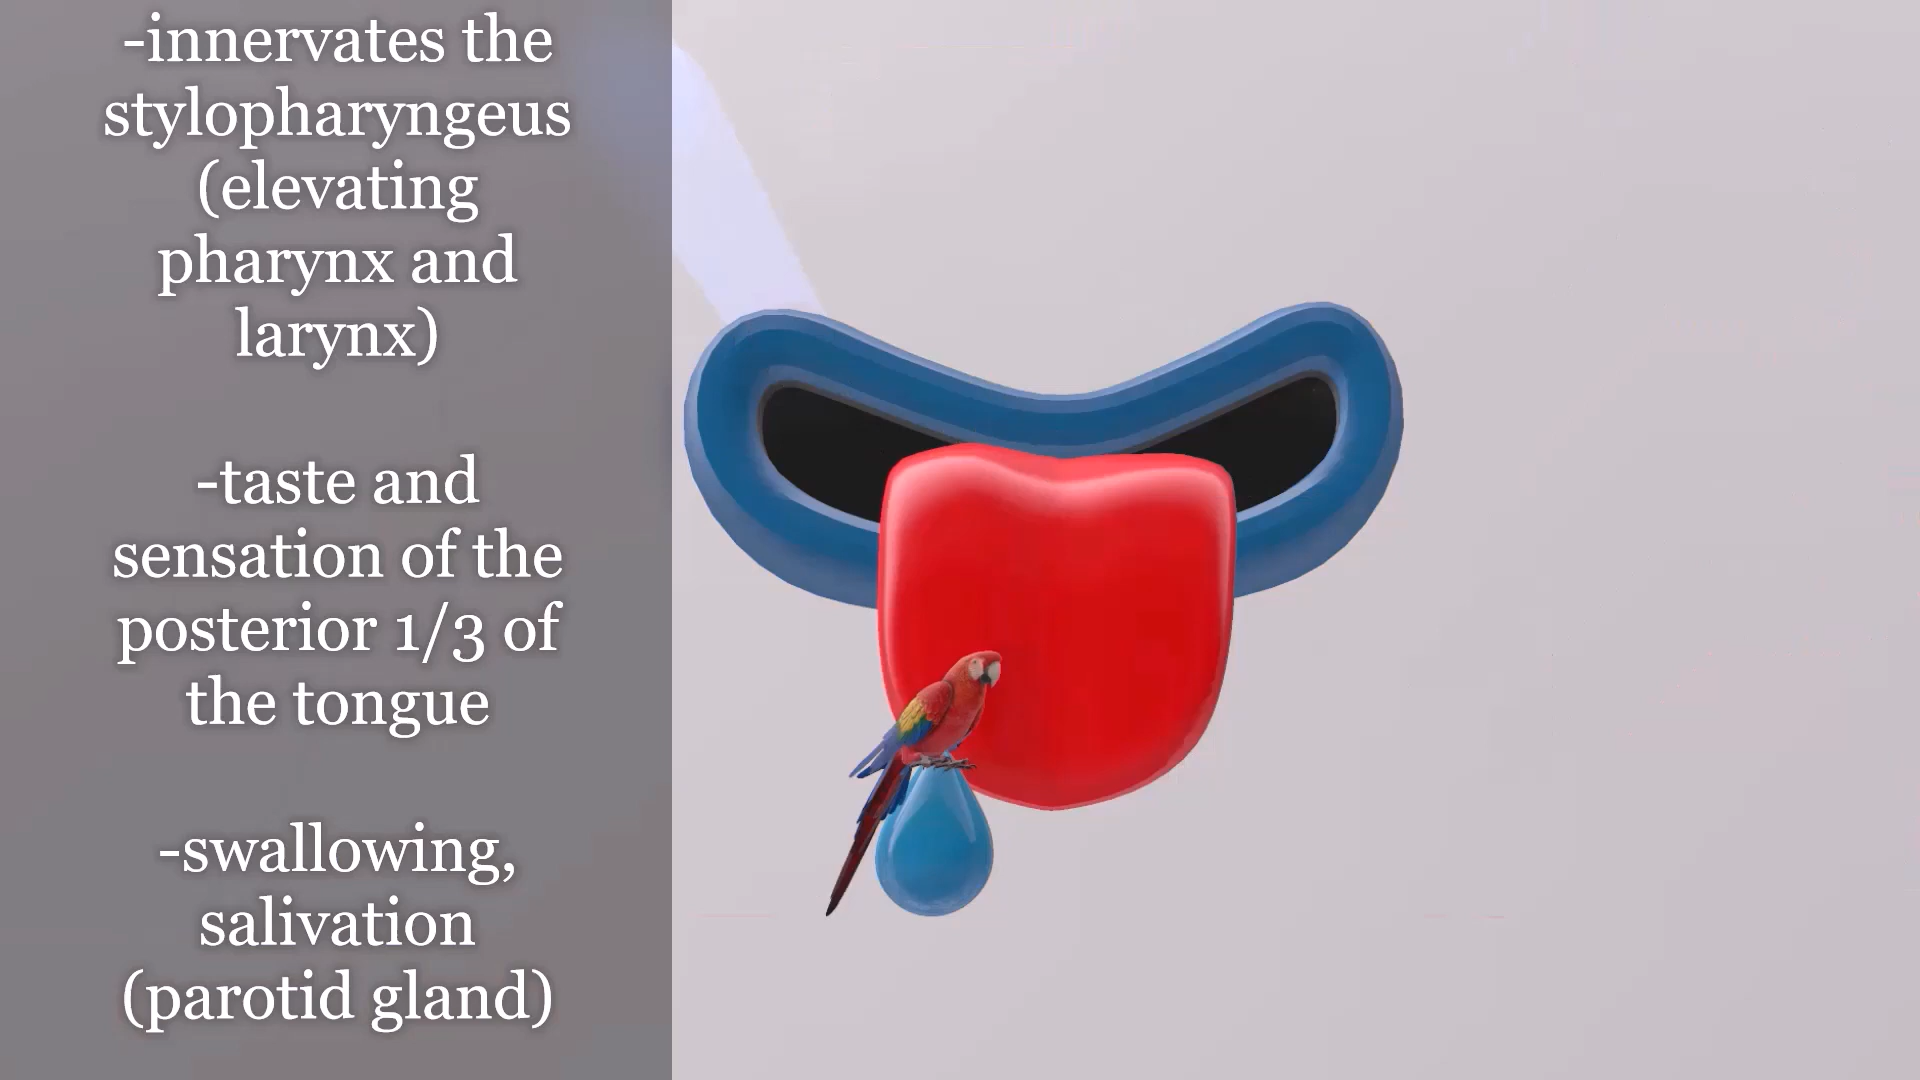 -innervates the
stylopharyngeus
(elevating
pharynx and
larynx)
-taste and
sensation of the
posterior 1/3 of
the tongue
-swallowing,
salivation
(parotid gland)